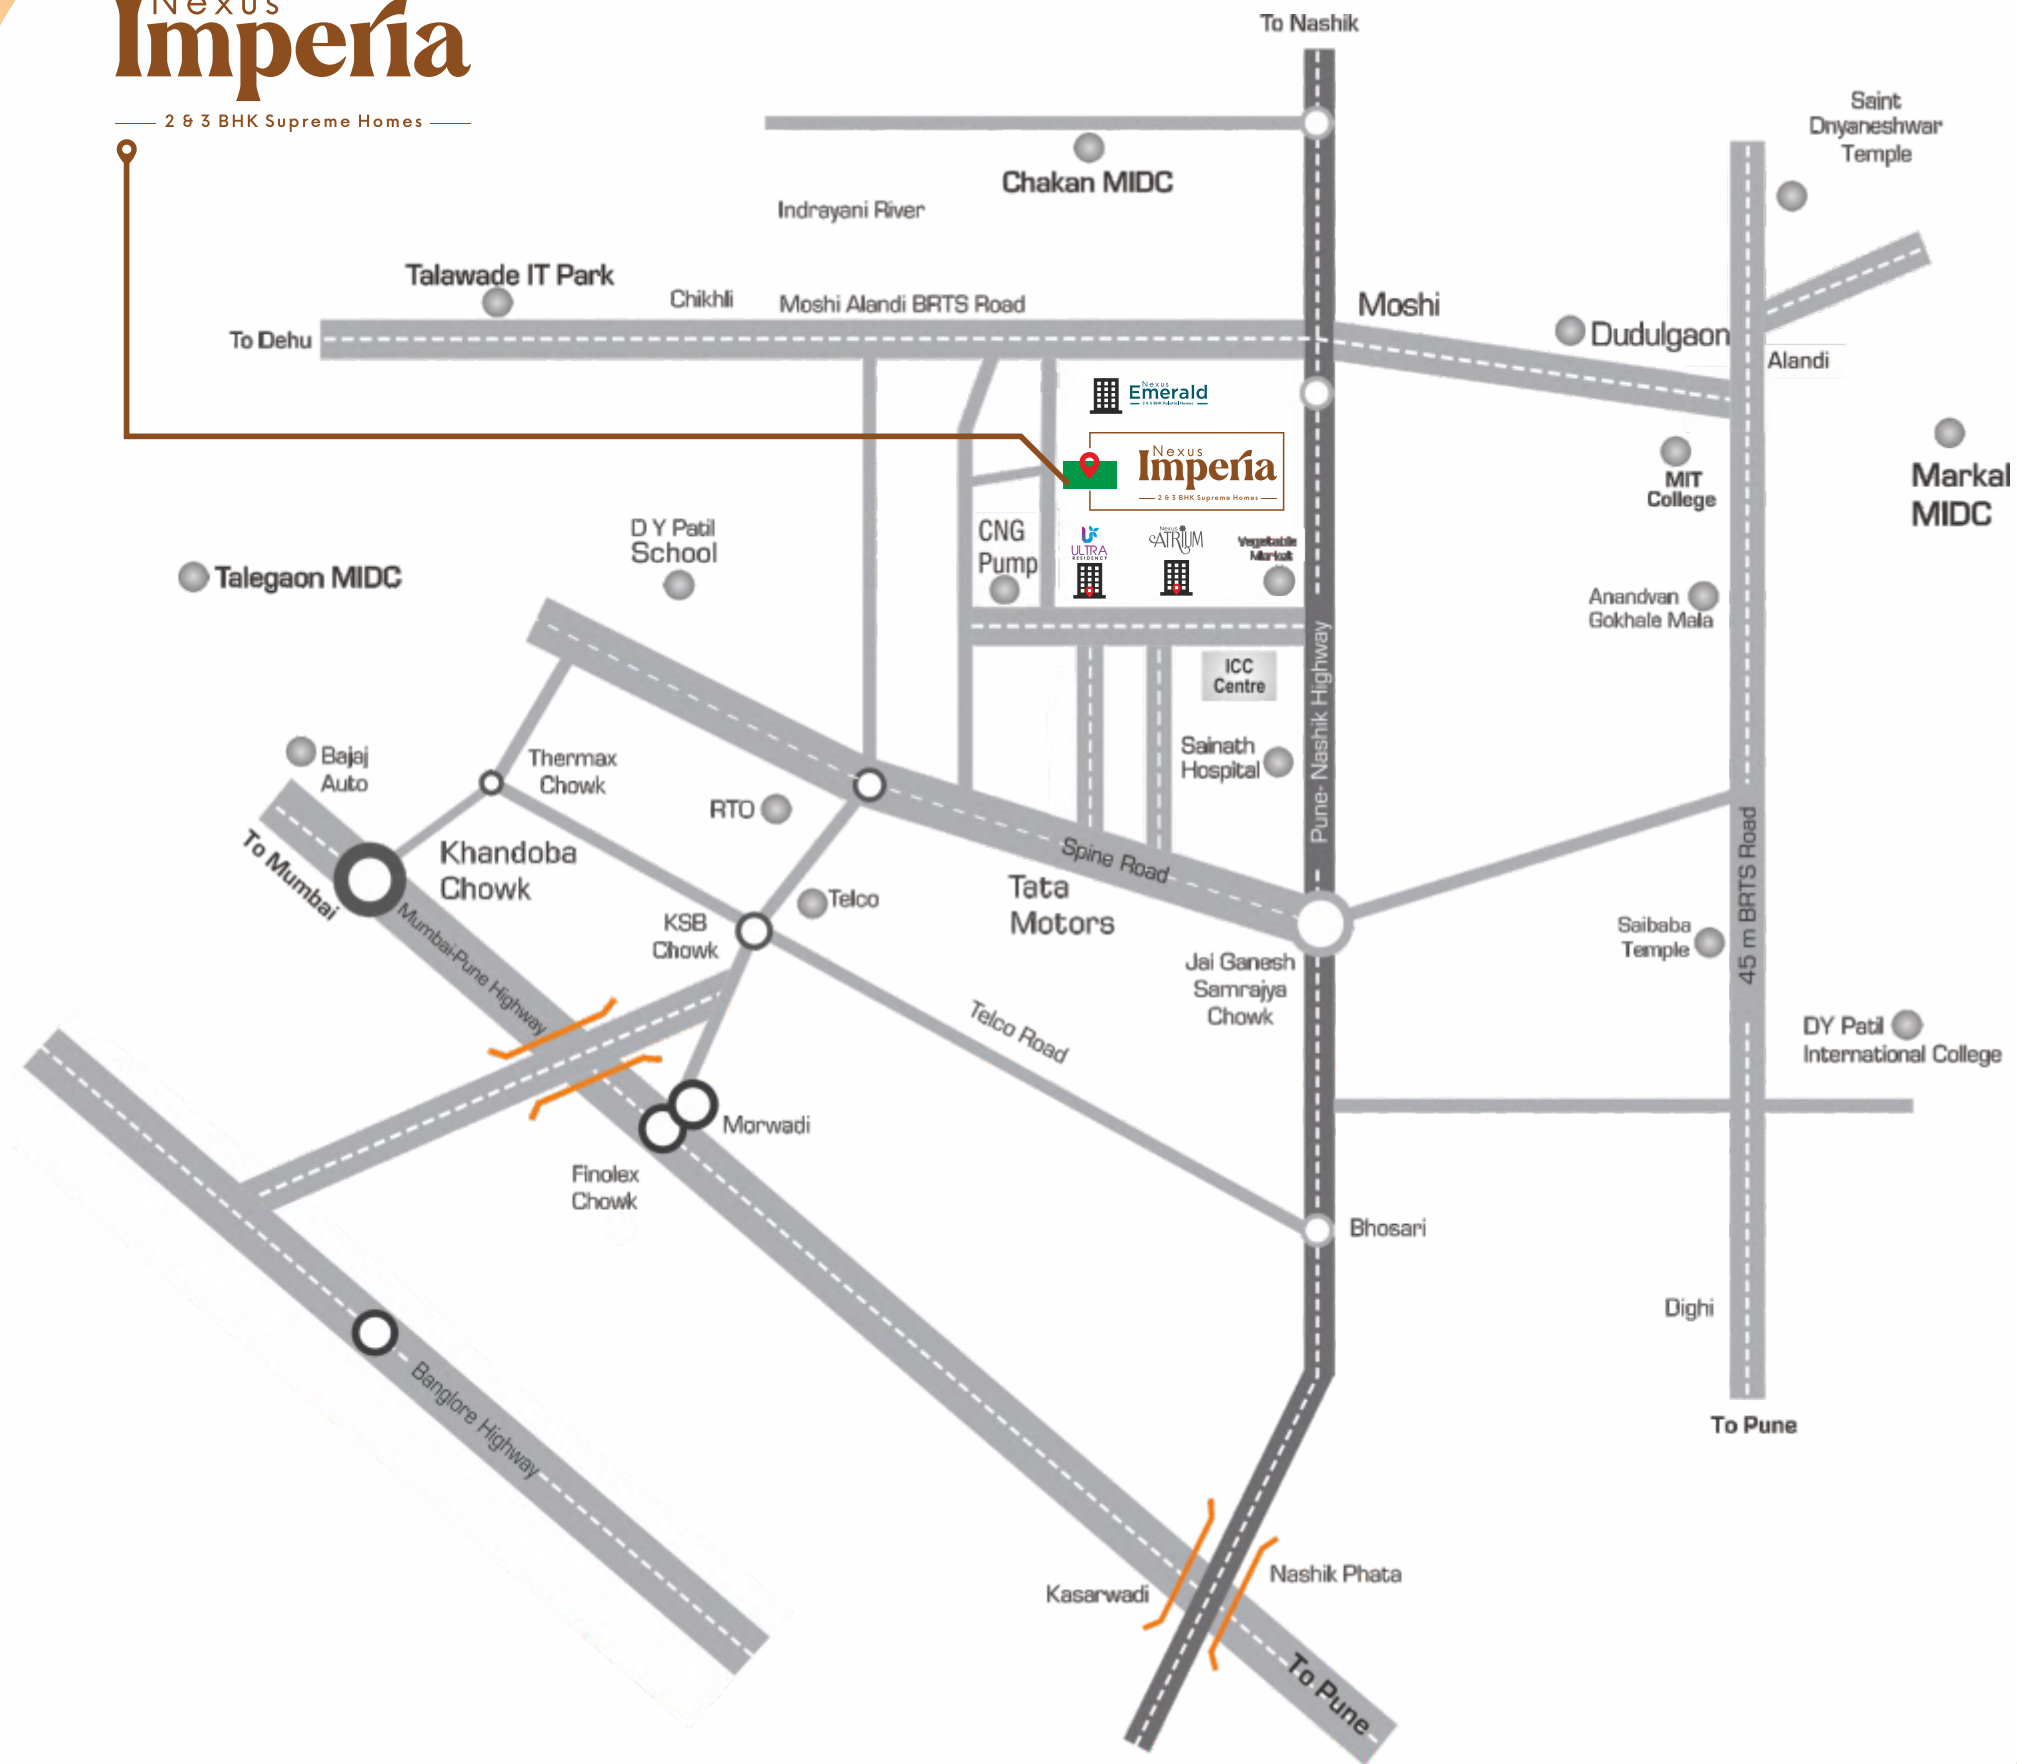 Nexus
Imperia
2 & 3 BHK Supreme Homes
To Nashik
Saint
Dnyaneshwar
Temple
Chakan MIDC
Indrayani River
Talawade IT Park
Chikhli
Moshi Alandi BRTS Road
Moshi
To Dehu
Dudulgaon
Alandi
Nexus
Emerald
Nexus
Imperia
2 & 3 BHK Supreme Homes
MIT
College
Markal
MIDC
D Y Patil
School
CNG
Pump
ULTRA
RESIDENCY
Nexus
ATRIUM
Vegetable
Market
Talegaon MIDC
Anandvan
Gokhale Mala
ICC
Centre
Pune- Nashik Highway
Sainath
Hospital
Bajaj
Auto
Thermax
Chowk
RTO
To Mumbai
Khandoba
Chowk
Spine Road
Tata
Motors
Telco
KSB
Chowk
Mumbai-Pune Highway
45 m BRTS Road
Saibaba
Temple
Jai Ganesh
Samrajya
Chowk
Telco Road
DY Patil
International College
Morwadi
Finolex
Chowk
Bhosari
Dighi
Banglore Highway
To Pune
Kasarwadi
Nashik Phata
To Pune